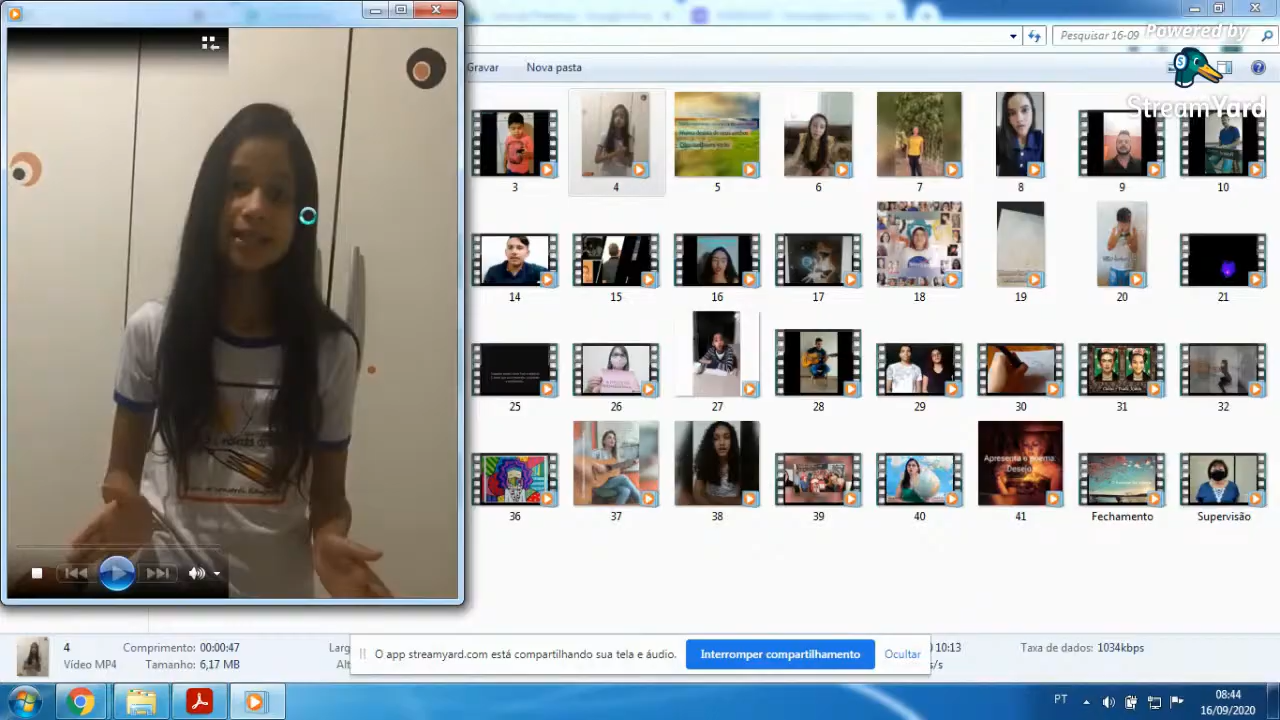 Pesquisar 16-09
Powered by
StreamYard
Gravar
Nova pasta
3
4
5
6
7
8
9
10
14
15
16
17
18
19
20
21
25
26
27
28
29
30
31
32
Apresenta o poema:
Desejo
36
37
38
39
40
41
Fechamento
Supervisão
4
Comprimento: 00:00:47
Vídeo MP4
Tamanho: 6,17 MB
O app streamyard.com está compartilhando sua tela e áudio.
Interromper compartilhamento
Ocultar
10:13
Taxa de dados: 1034kbps
PT
08:44
16/09/2020